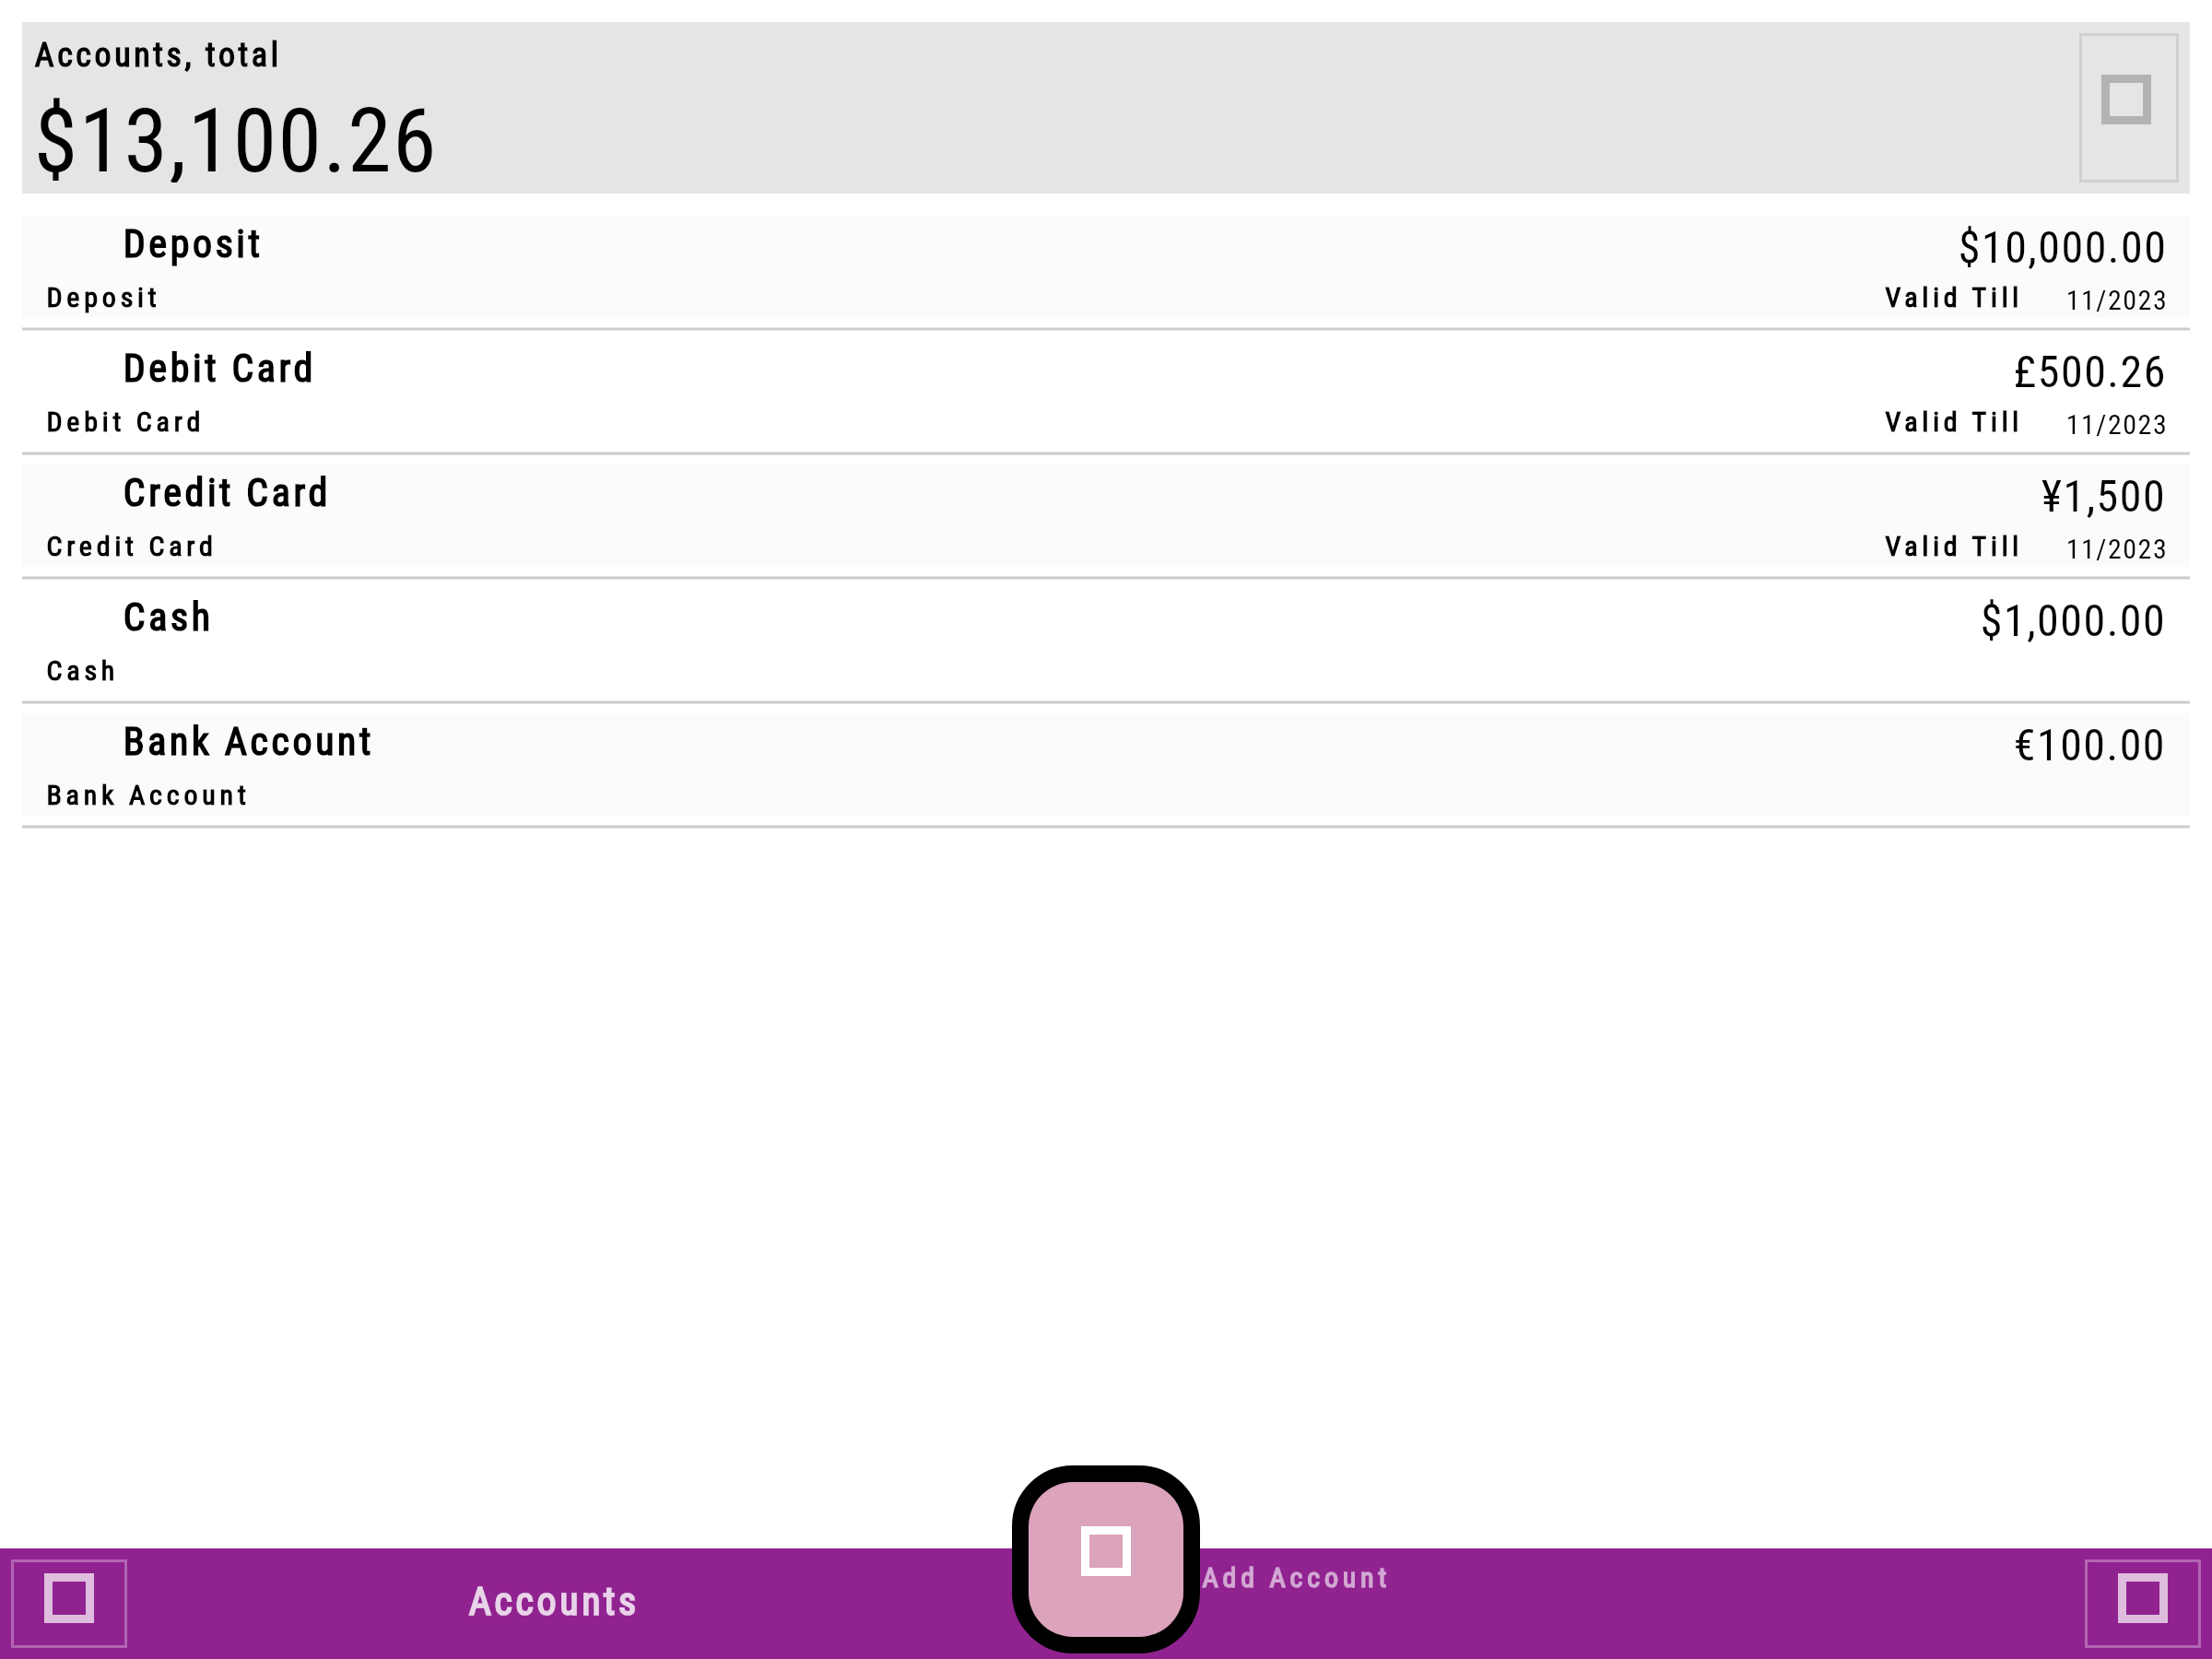 Accounts, total
$13,100.26
Deposit
$10,000.00
Deposit
Valid Till 11/2023
Debit Card
£500.26
Debit Card
Valid Till 11/2023
Credit Card
¥1,500
Credit Card
Valid Till 11/2023
Cash
$1,000.00
Cash
Bank Account
€100.00
Bank Account
Accounts
Add Account